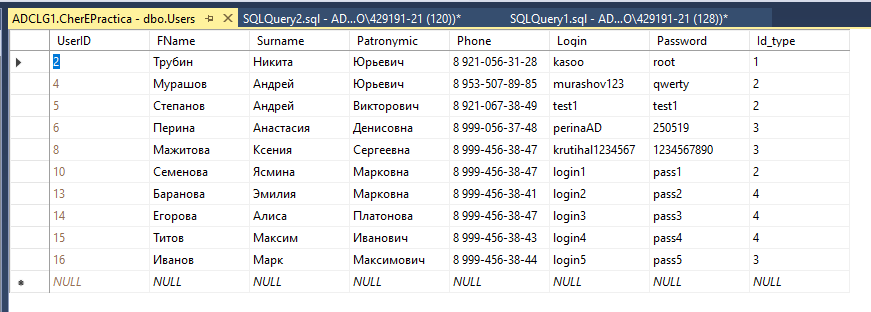 ADCLG1.CherEPractica - dbo.Users SQLQuery2.sql - AD...O\429191-21 (120))* SQLQuery1.sql - AD...O\429191-21 (128))*
UserID FName Surname Patronymic Phone Login Password Id_type
2 Трубин Никита Юрьевич 8 921-056-31-28 kasoo root 1
4 Мурашов Андрей Юрьевич 8 953-507-89-85 murashov123 qwerty 2
5 Степанов Андрей Викторович 8 921-067-38-49 test1 test1 2
6 Перина Анастасия Денисовна 8 999-056-37-48 perinaAD 250519 3
8 Мажитова Ксения Сергеевна 8 999-456-38-47 krutihal1234567 1234567890 3
10 Семенова Ясмина Марковна 8 999-456-38-47 login1 pass1 2
13 Баранова Эмилия Марковна 8 999-456-38-41 login2 pass2 4
14 Егорова Алиса Платонова 8 999-456-38-47 login3 pass3 4
15 Титов Максим Иванович 8 999-456-38-43 login4 pass4 4
16 Иванов Марк Максимович 8 999-456-38-44 login5 pass5 3
NULL NULL NULL NULL NULL NULL NULL NULL